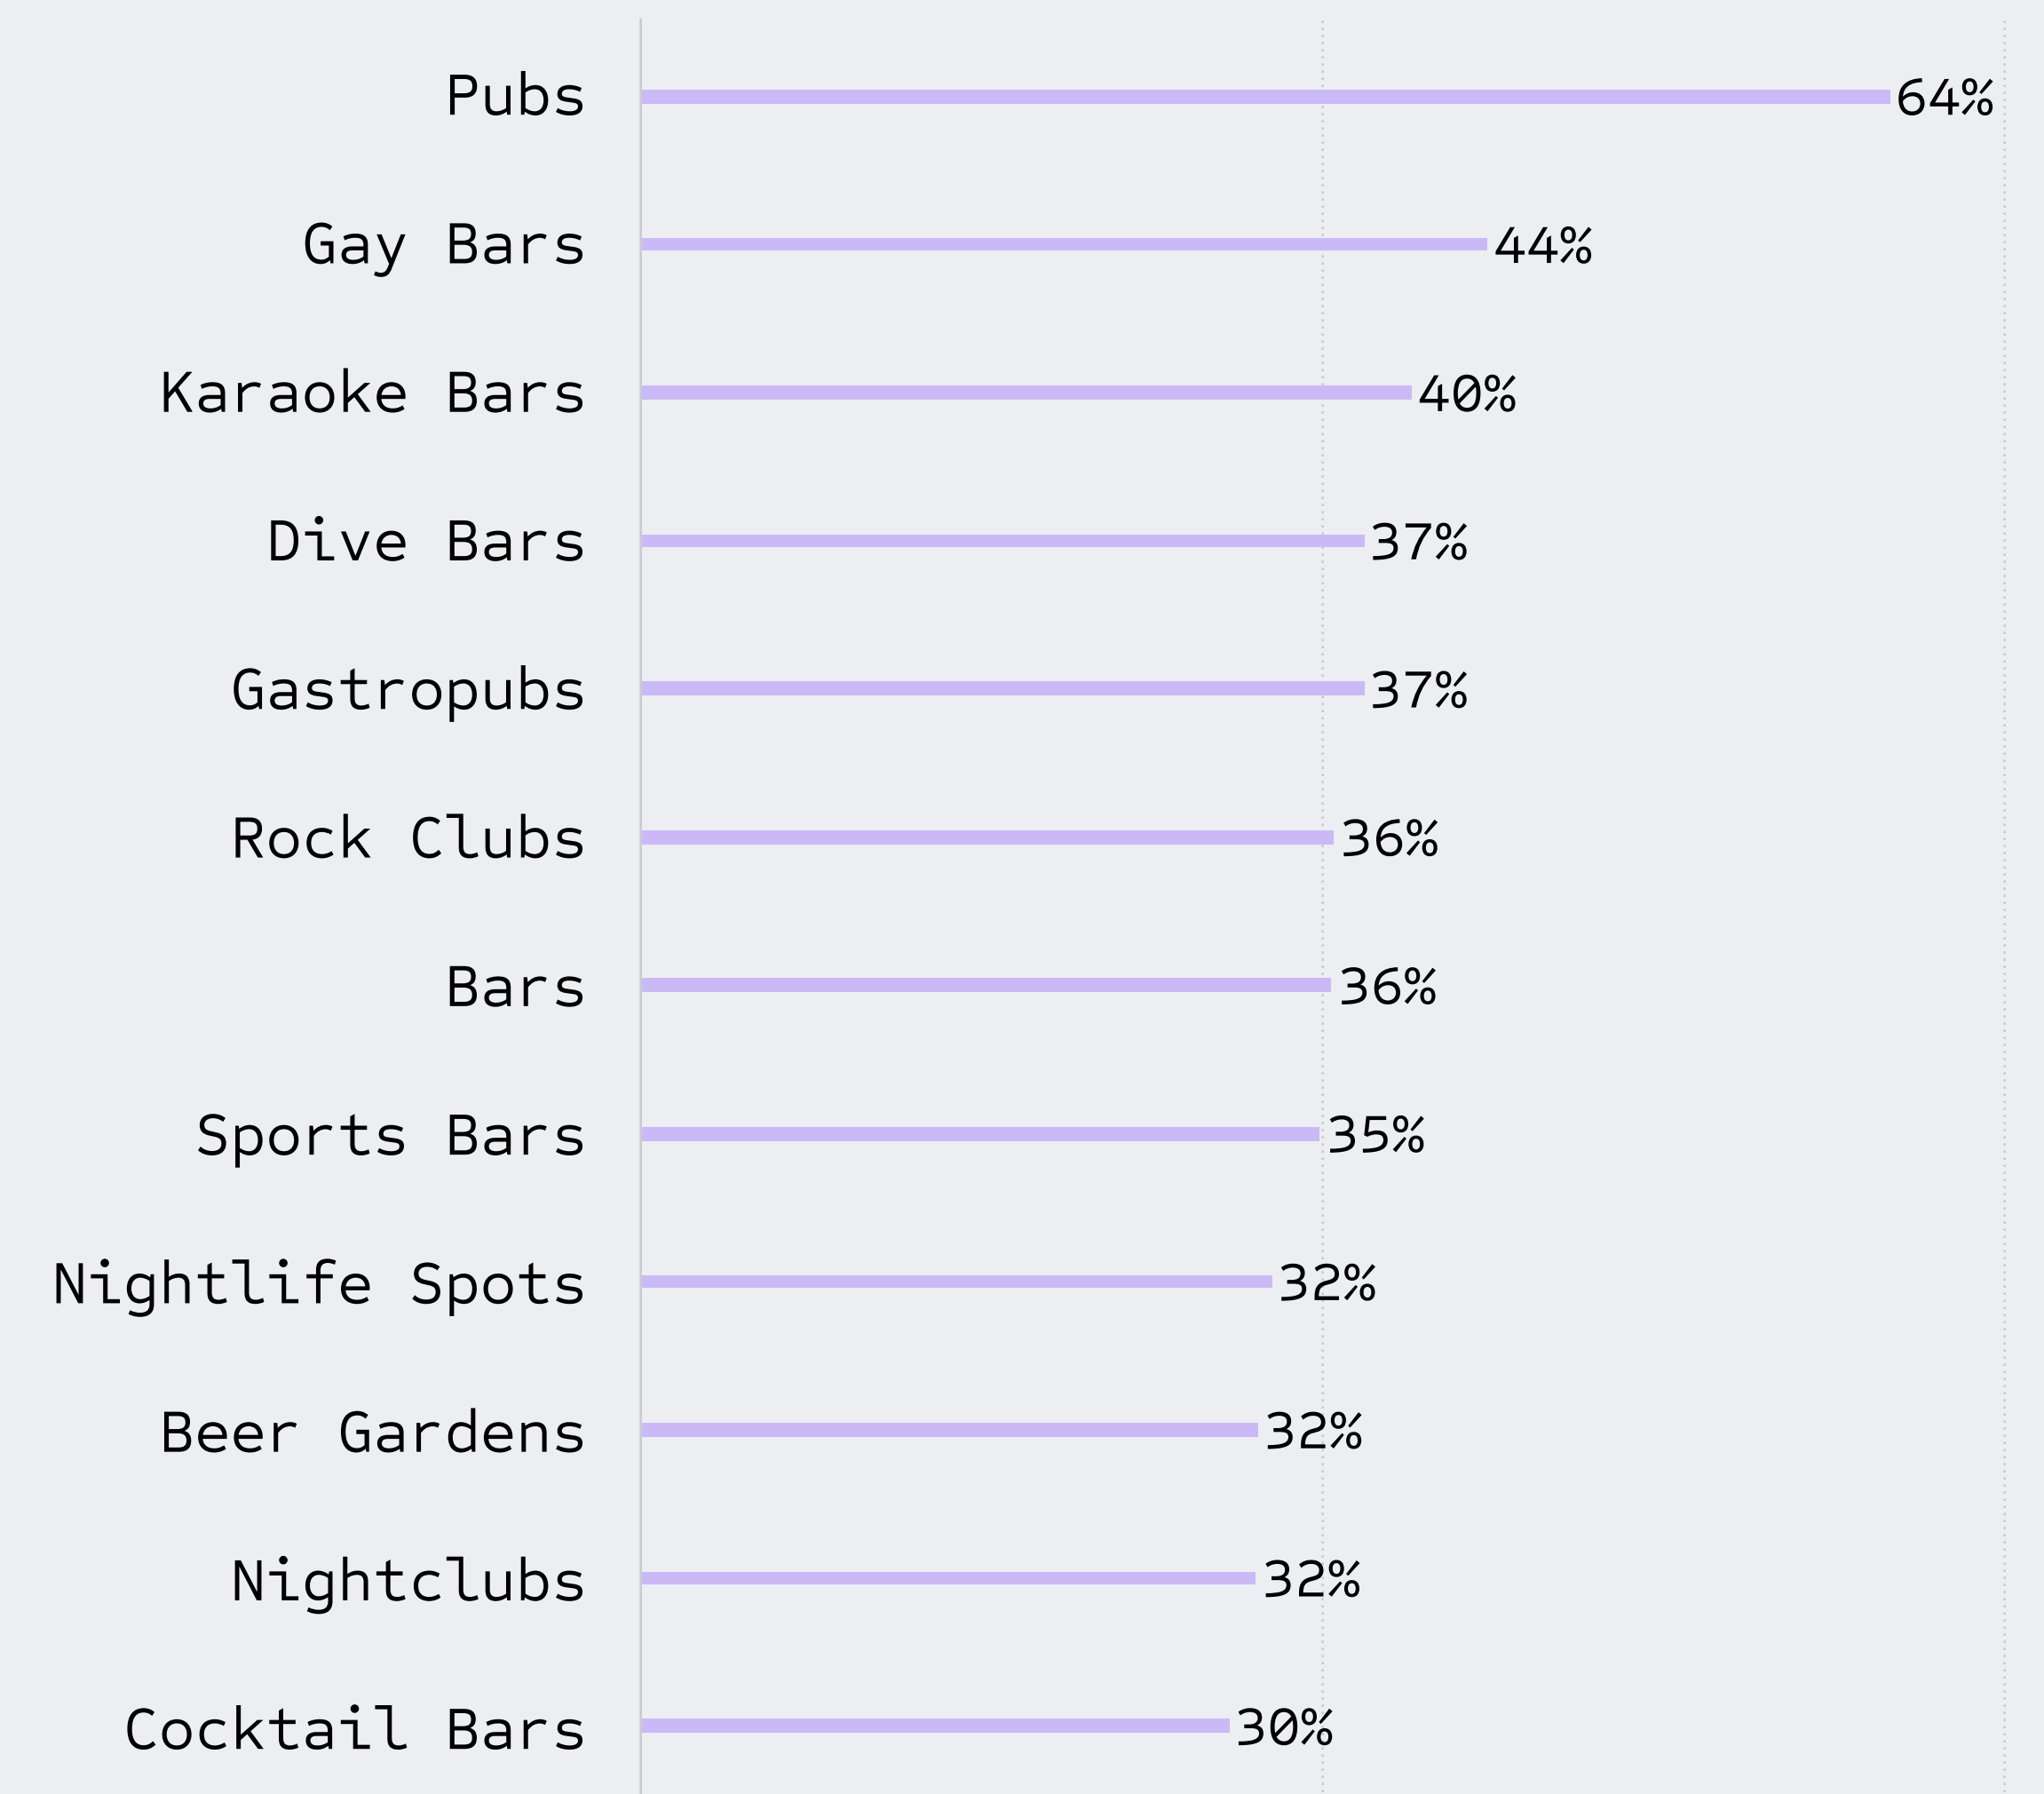 Pubs 64%
Gay Bars 44%
Karaoke Bars 40%
Dive Bars 37%
Gastropubs 37%
Rock Clubs 36%
Bars 36%
Sports Bars 35%
Nightlife Spots 32%
Beer Gardens 32%
Nightclubs 32%
Cocktail Bars 30%